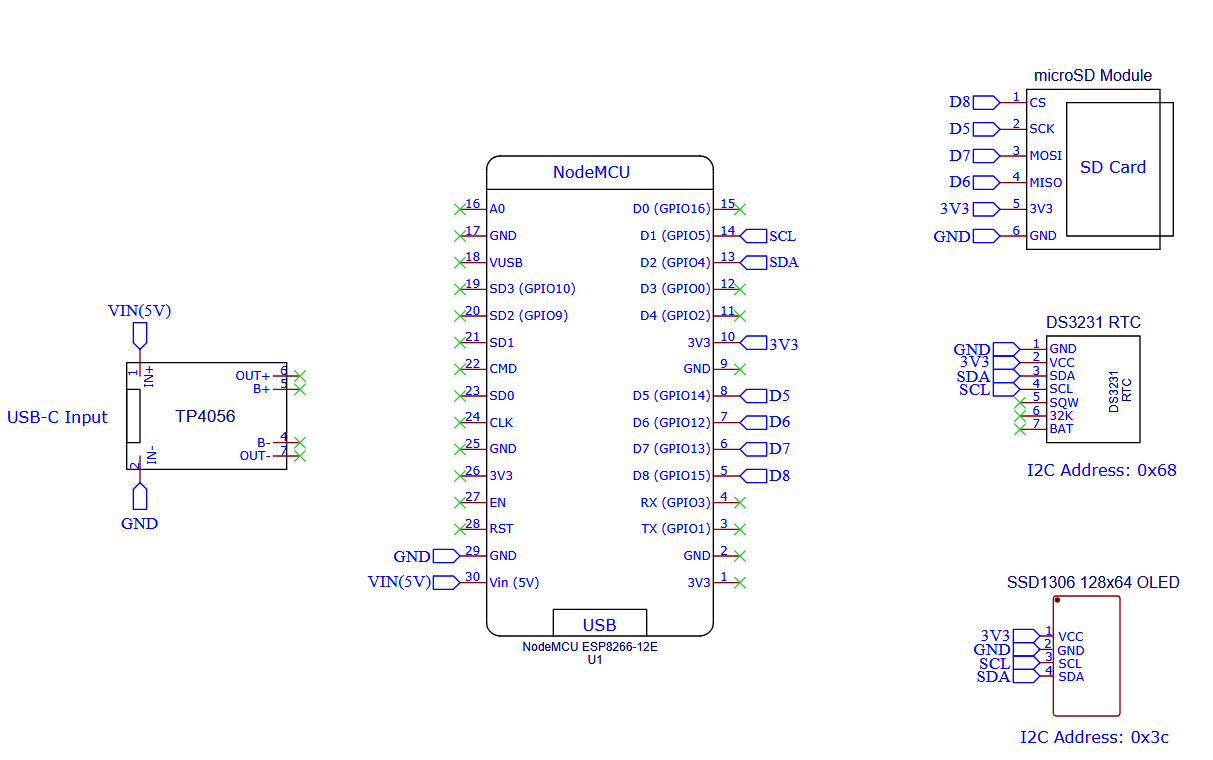 microSD Module
D8 1 CS
D5 2 SCK
D7 3 MOSI
D6 4 MISO
3V3 5 3V3
GND 6 GND
SD Card
NodeMCU
16 A0
17 GND
18 VUSB
19 SD3 (GPIO10)
20 SD2 (GPIO9)
21 SD1
22 CMD
23 SD0
24 CLK
25 GND
26 3V3
27 EN
28 RST
GND 29 GND
VIN(5V) 30 Vin (5V)
D0 (GPIO16) 15
D1 (GPIO5) 14 SCL
D2 (GPIO4) 13 SDA
D3 (GPIO0) 12
D4 (GPIO2) 11
3V3 10 3V3
GND 9
D5 (GPIO14) 8 D5
D6 (GPIO12) 7 D6
D7 (GPIO13) 6 D7
D8 (GPIO15) 5 D8
RX (GPIO3) 4
TX (GPIO1) 3
GND 2
3V3 1
USB
NodeMCU ESP8266-12E
U1
VIN(5V)
1 IN+
USB-C Input
TP4056
OUT+ 6
B+ 5
B- 4
OUT- 7
2 IN-
GND
DS3231 RTC
GND 1 GND
3V3 2 VCC
SDA 3 SDA
SCL 4 SCL
5 SQW
6 32K
7 BAT
DS3231
RTC
I2C Address: 0x68
SSD1306 128x64 OLED
3V3 1 VCC
GND 2 GND
SCL 3 SCL
SDA 4 SDA
I2C Address: 0x3c